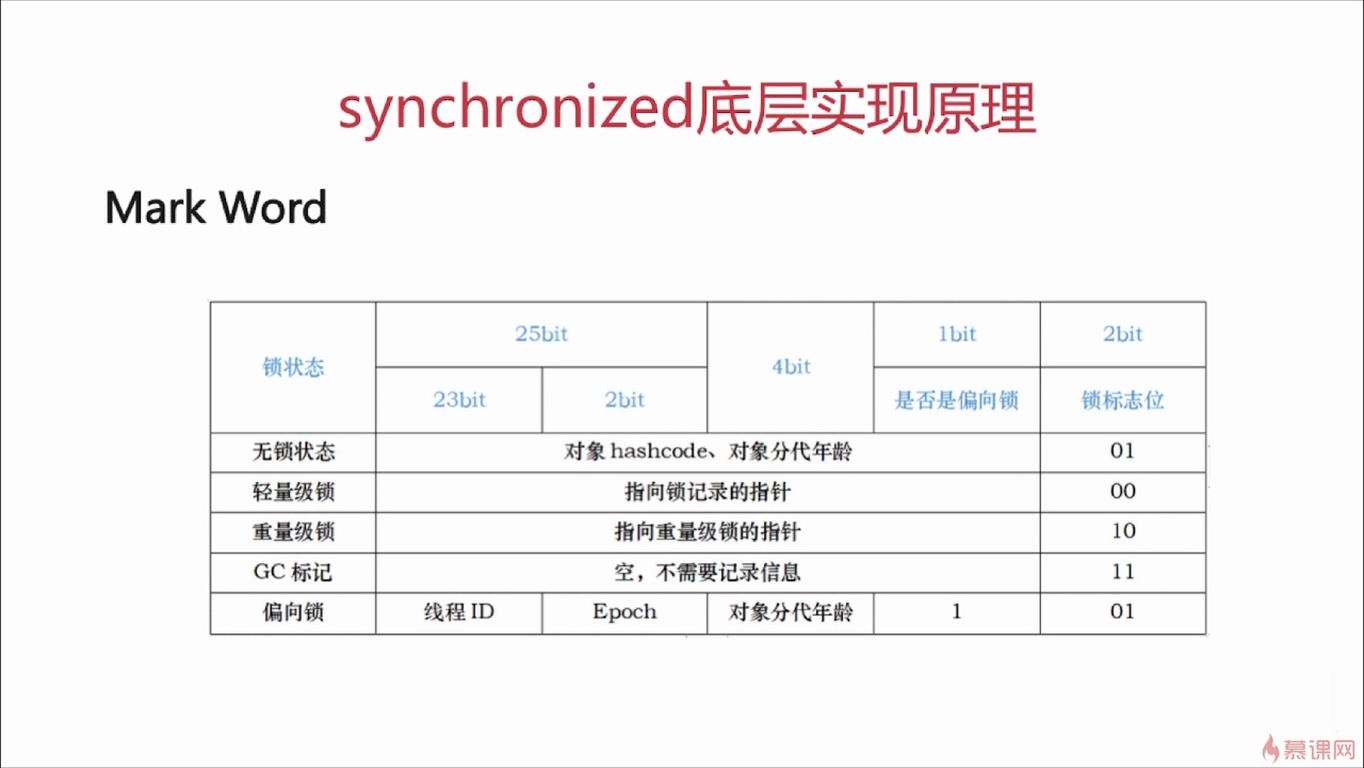 synchronized底层实现原理
Mark Word
锁状态 25bit 4bit 1bit 2bit
23bit 2bit 是否是偏向锁 锁标志位
无锁状态 对象 hashcode、对象分代年龄 01
轻量级锁 指向锁记录的指针 00
重量级锁 指向重量级锁的指针 10
GC 标记 空，不需要记录信息 11
偏向锁 线程 ID Epoch 对象分代年龄 1 01
慕课网